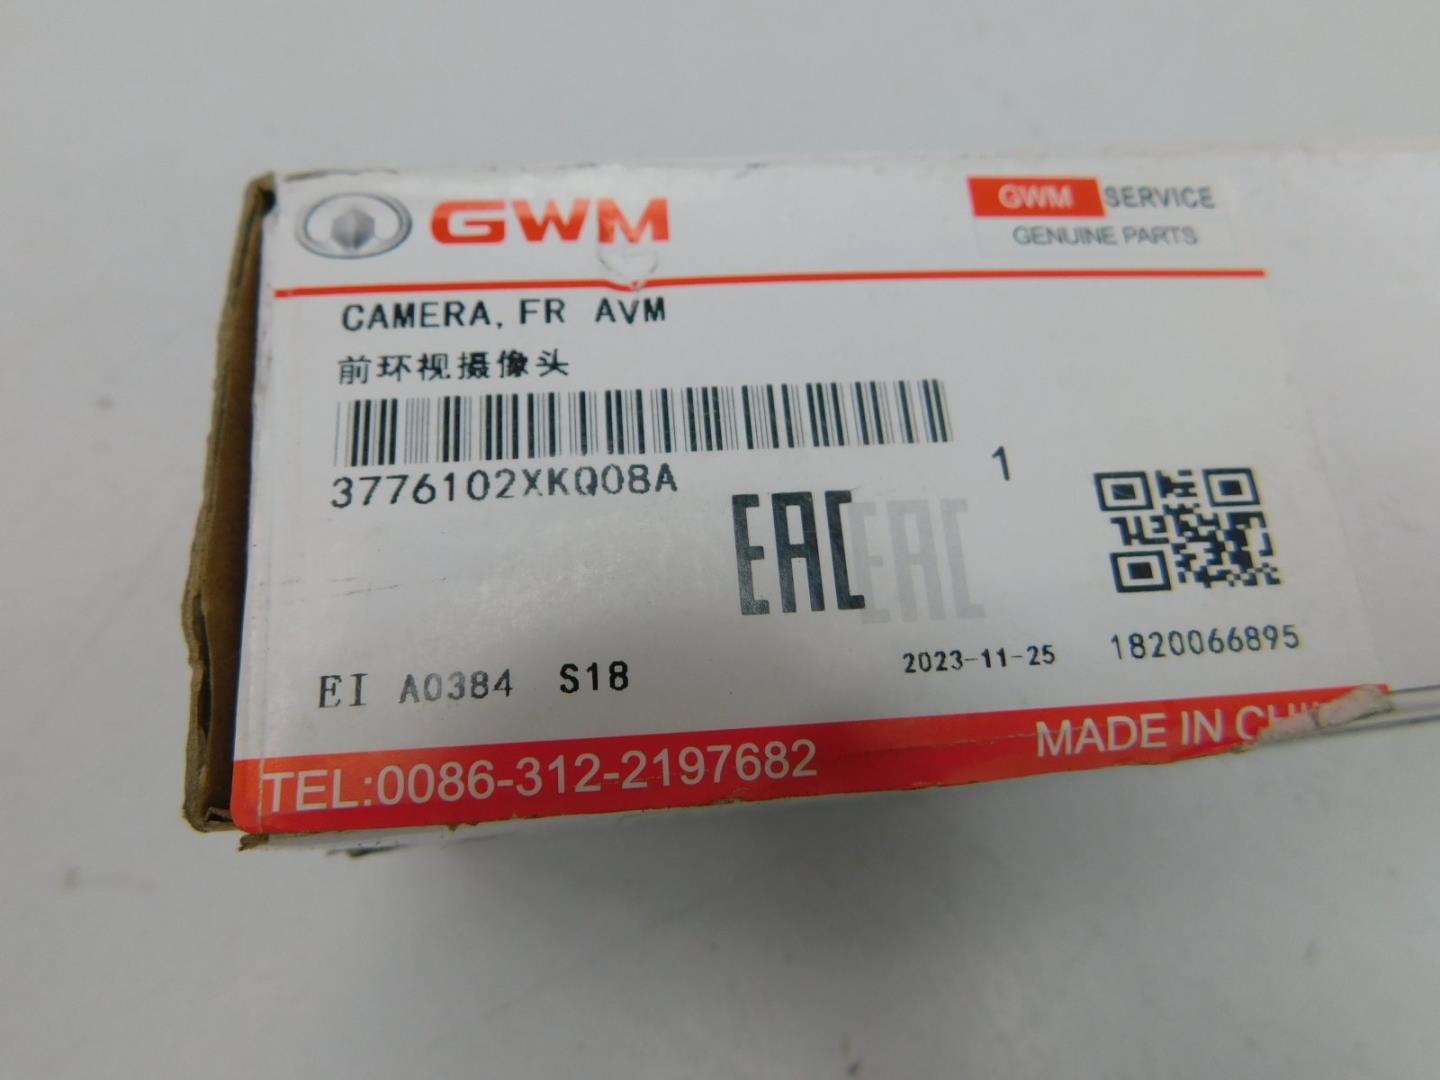 GWM
GWM SERVICE
GENUINE PARTS
CAMERA, FR AVM
前环视摄像头
3776102XKQ08A
1
EAC EAC
EI A0384 S18
2023-11-25
1820066895
TEL:0086-312-2197682
MADE IN